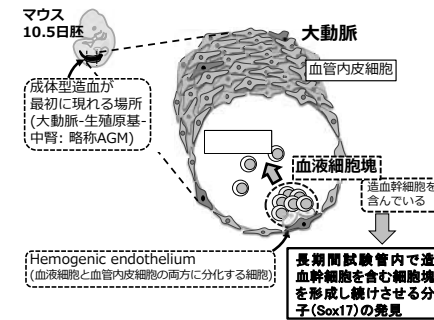 マウス
10.5日胚
大動脈
血管内皮細胞
成体型造血が
最初に現れる場所
(大動脈-生殖原基-
中腎: 略称AGM)
血液細胞塊
造血幹細胞を
含んでいる
Hemogenic endothelium
(血液細胞と血管内皮細胞の両方に分化する細胞)
長期間試験管内で造
血幹細胞を含む細胞塊
を形成し続けさせる分
子(Sox17)の発見